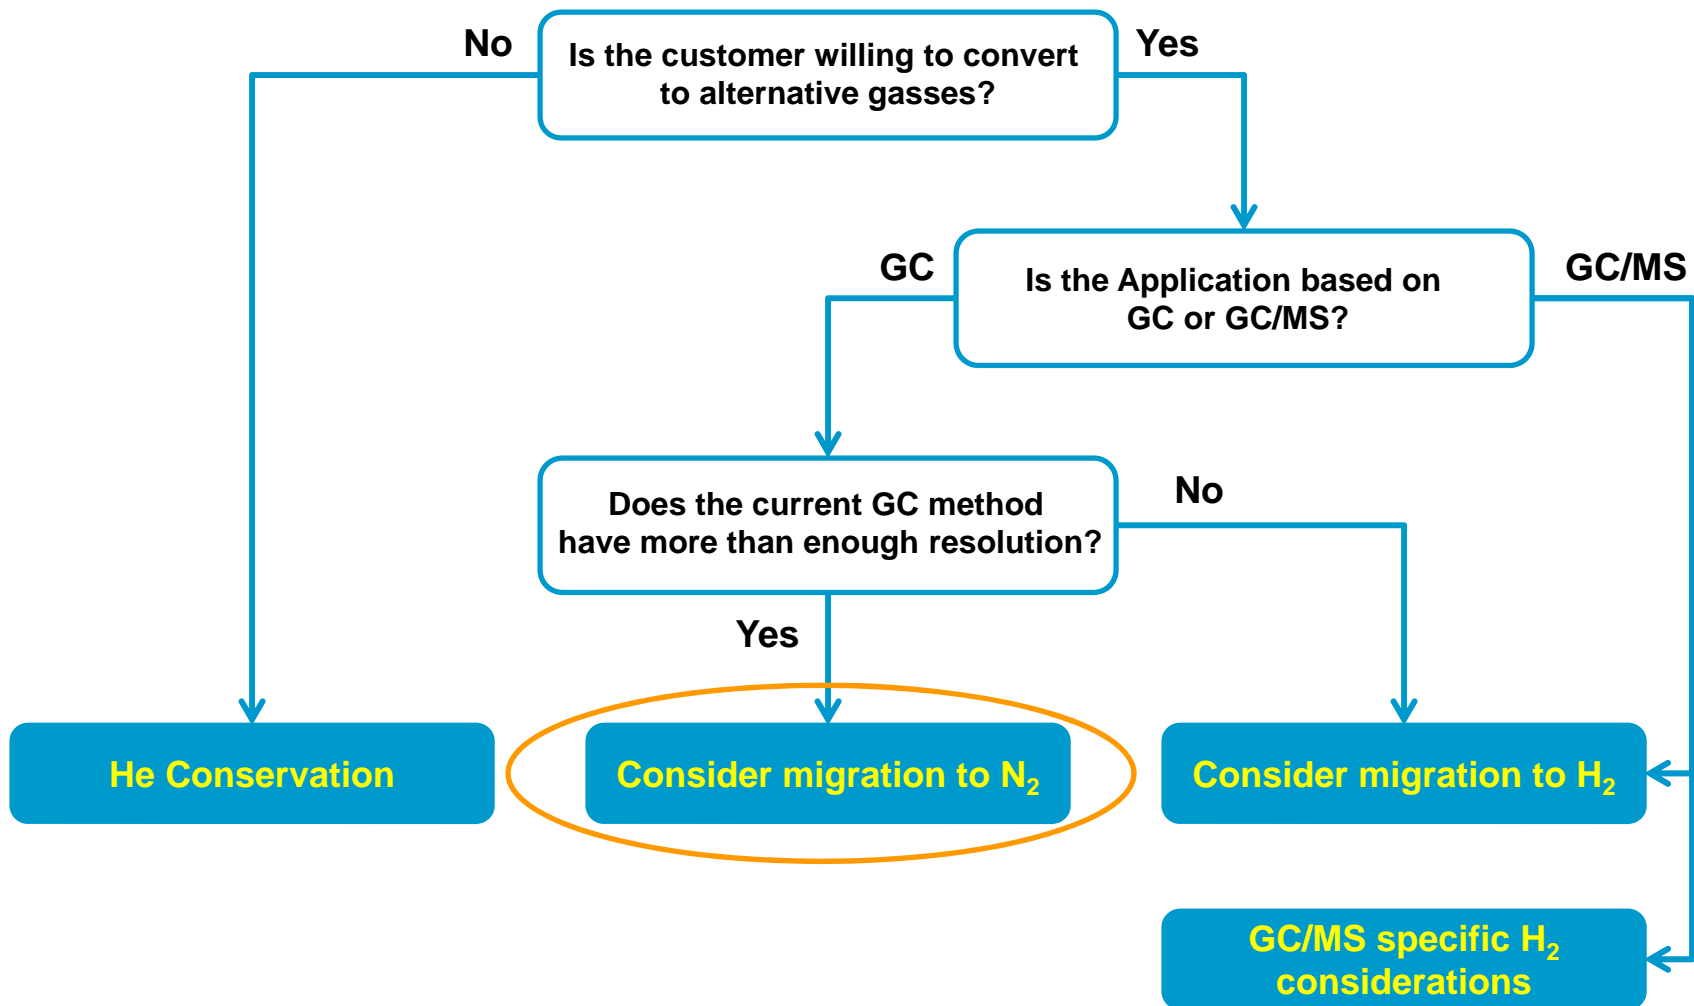 No
Is the customer willing to convert
to alternative gasses?
Yes
GC
Is the Application based on
GC or GC/MS?
GC/MS
Does the current GC method
have more than enough resolution?
No
Yes
He Conservation
Consider migration to N₂
Consider migration to H₂
GC/MS specific H₂
considerations